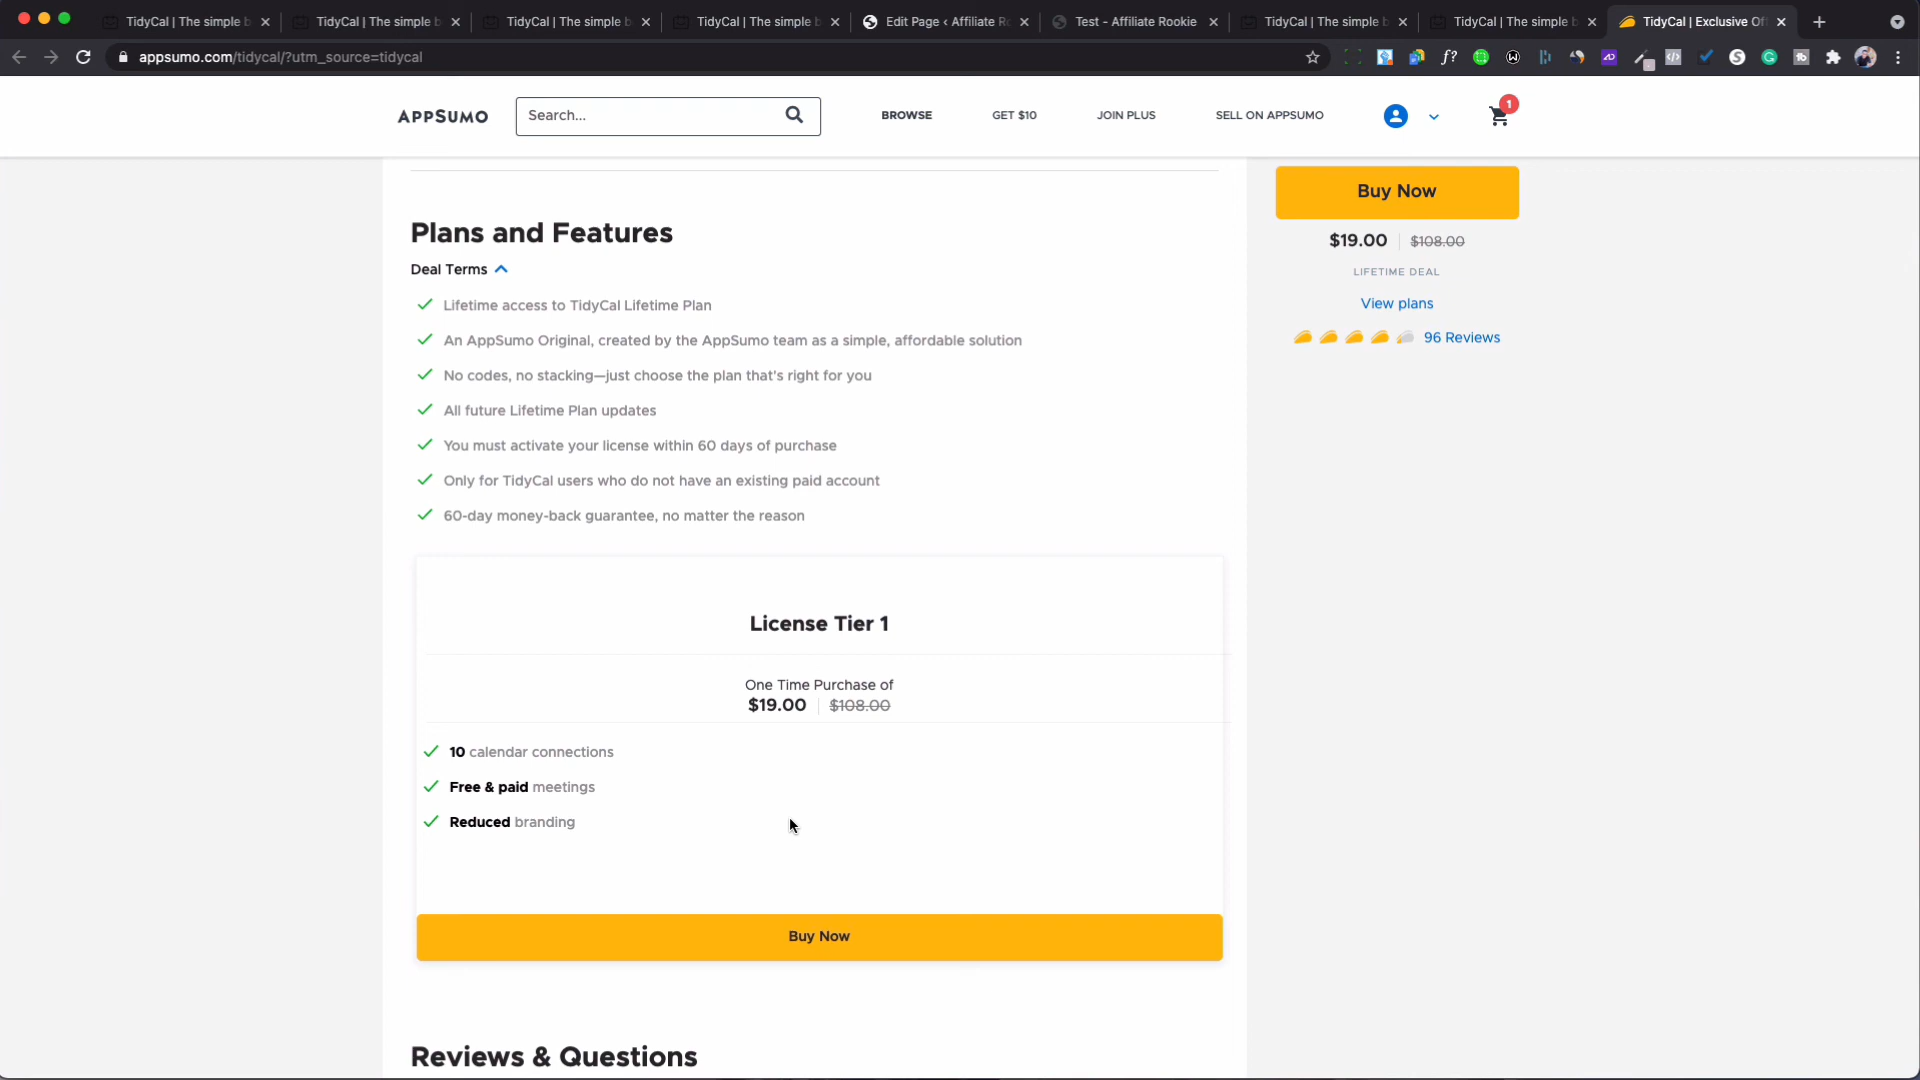 TidyCal | The simple b
TidyCal | The simple b
TidyCal | The simple b
TidyCal | The simple b
Edit Page ‹ Affiliate R
Test - Affiliate Rookie
TidyCal | The simple b
TidyCal | The simple b
TidyCal | Exclusive Of
appsumo.com/tidycal/?utm_source=tidycal
APPSUMO
Search...
BROWSE
GET $10
JOIN PLUS
SELL ON APPSUMO
1
Buy Now
$19.00 | $108.00
LIFETIME DEAL
View plans
96 Reviews
Plans and Features
Deal Terms
Lifetime access to TidyCal Lifetime Plan
An AppSumo Original, created by the AppSumo team as a simple, affordable solution
No codes, no stacking—just choose the plan that's right for you
All future Lifetime Plan updates
You must activate your license within 60 days of purchase
Only for TidyCal users who do not have an existing paid account
60-day money-back guarantee, no matter the reason
License Tier 1
One Time Purchase of
$19.00 | $108.00
10 calendar connections
Free & paid meetings
Reduced branding
Buy Now
Reviews & Questions